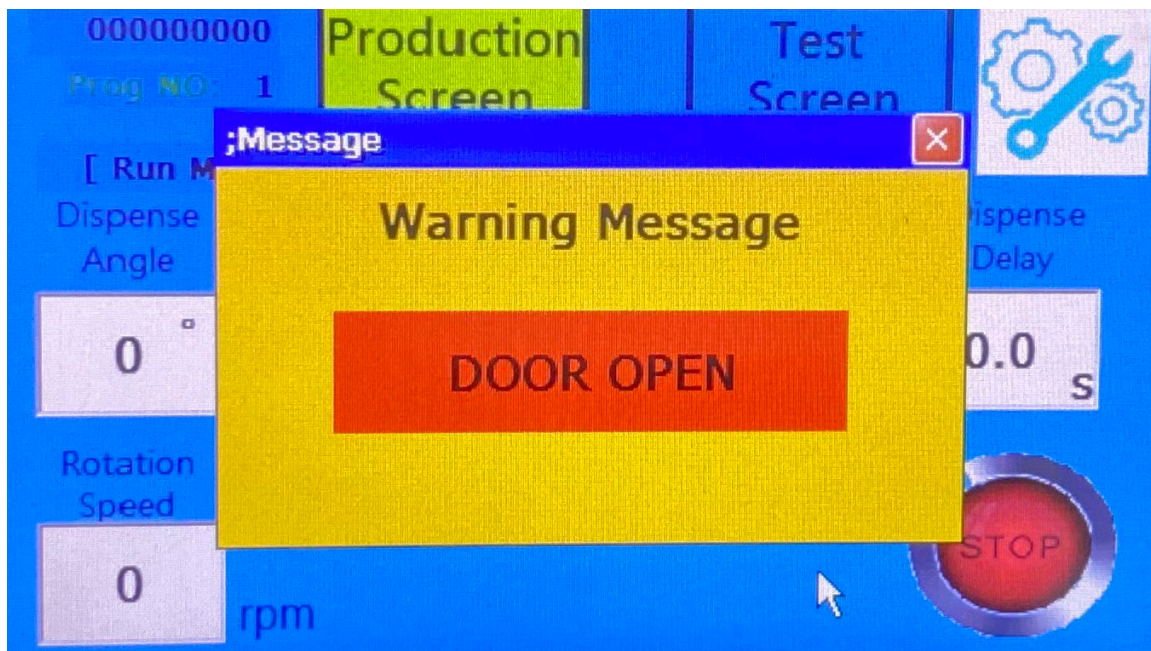 000000000
Production
Screen
Test
Screen
Prog NO: 1
;Message
[ Run M
Warning Message
Dispense
Angle
ispense
Delay
0 °
DOOR OPEN
0.0
s
Rotation
Speed
0
rpm
STOP